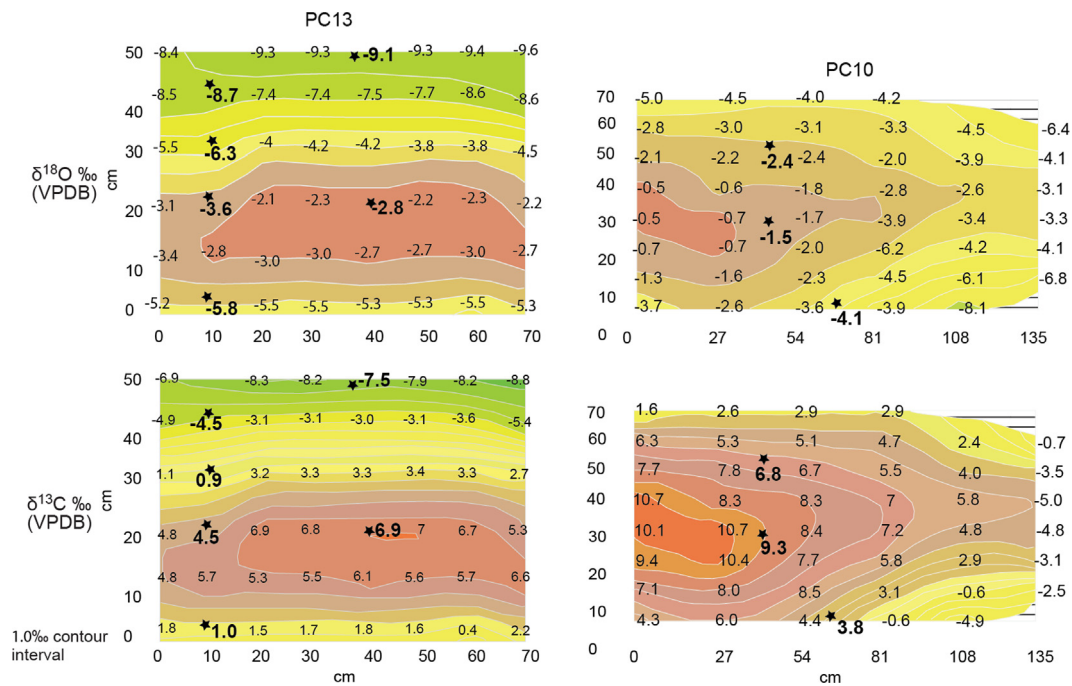 PC13
50 -8.4 -9.3 -9.3 -9.1 -9.3 -9.4 -9.6
-8.5 -8.7 -7.4 -7.4 -7.5 -7.7 -8.6 -8.6
40
-5.5 -6.3 -4 -4.2 -4.2 -3.8 -3.8 -4.5
30
δ18O ‰
(VPDB)
cm
-3.1 -3.6 -2.1 -2.3 -2.8 -2.2 -2.3 -2.2
20
-3.4 -2.8 -3.0 -3.0 -2.7 -2.7 -3.0 -2.7
10
-5.2 -5.8 -5.5 -5.5 -5.3 -5.3 -5.5 -5.3
0
0 10 20 30 40 50 10 70
PC10
70 -5.0 -4.5 -4.0 -4.2
60 -2.8 -3.0 -3.1 -3.3 -4.5 -6.4
50 -2.1 -2.2 -2.4 -2.4 -2.0 -3.9 -4.1
40 -0.5 -0.6 -1.8 -2.8 -2.6 -3.1
30 -0.5 -0.7 -1.5 -1.7 -3.9 -3.4 -3.3
20 -0.7 -0.7 -2.0 -6.2 -4.2 -4.1
-1.3 -1.6 -2.3 -4.5 -6.1 -6.8
10 -3.7 -2.6 -3.6 -4.1 -3.9 -8.1
0
0 27 54 81 108 135
50 -6.9 -8.3 -8.2 -7.5 -7.9 -8.2 -8.8
-4.9 -4.5 -3.1 -3.1 -3.0 -3.1 -3.6 -5.4
40
1.1 0.9 3.2 3.3 3.3 3.4 3.3 2.7
30
δ13C ‰
(VPDB)
cm
4.8 4.5 6.9 6.8 6.9 7 6.7 5.3
20
4.8 5.7 5.3 5.5 6.1 5.6 5.7 6.6
10
1.8 1.0 1.5 1.7 1.8 1.6 0.4 2.2
0
1.0‰ contour
interval
0 10 20 30 40 50 60 70
cm
70 1.6 2.6 2.9 2.9
60 6.3 5.3 5.1 4.7 2.4 -0.7
50 7.7 7.8 6.8 6.7 5.5 4.0 -3.5
40 10.7 8.3 8.3 7 5.8 -5.0
30 10.1 10.7 9.3 8.4 7.2 4.8 -4.8
20 9.4 10.4 7.7 5.8 2.9 -3.1
7.1 8.0 8.5 3.1 -0.6 -2.5
10 4.3 6.0 4.4 3.8 -0.6 -4.9
0
0 27 54 81 108 135
cm